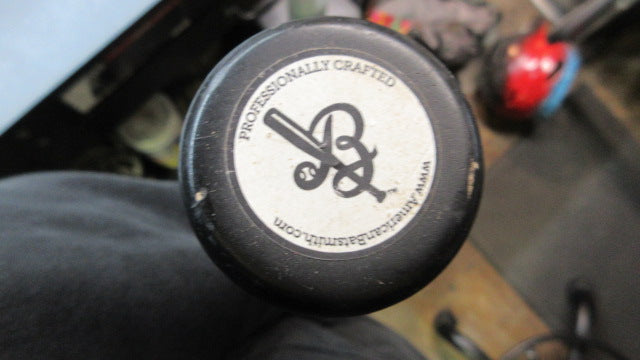 PROFESSIONALLY CRAFTED
B
www.AmericanBatsmith.com